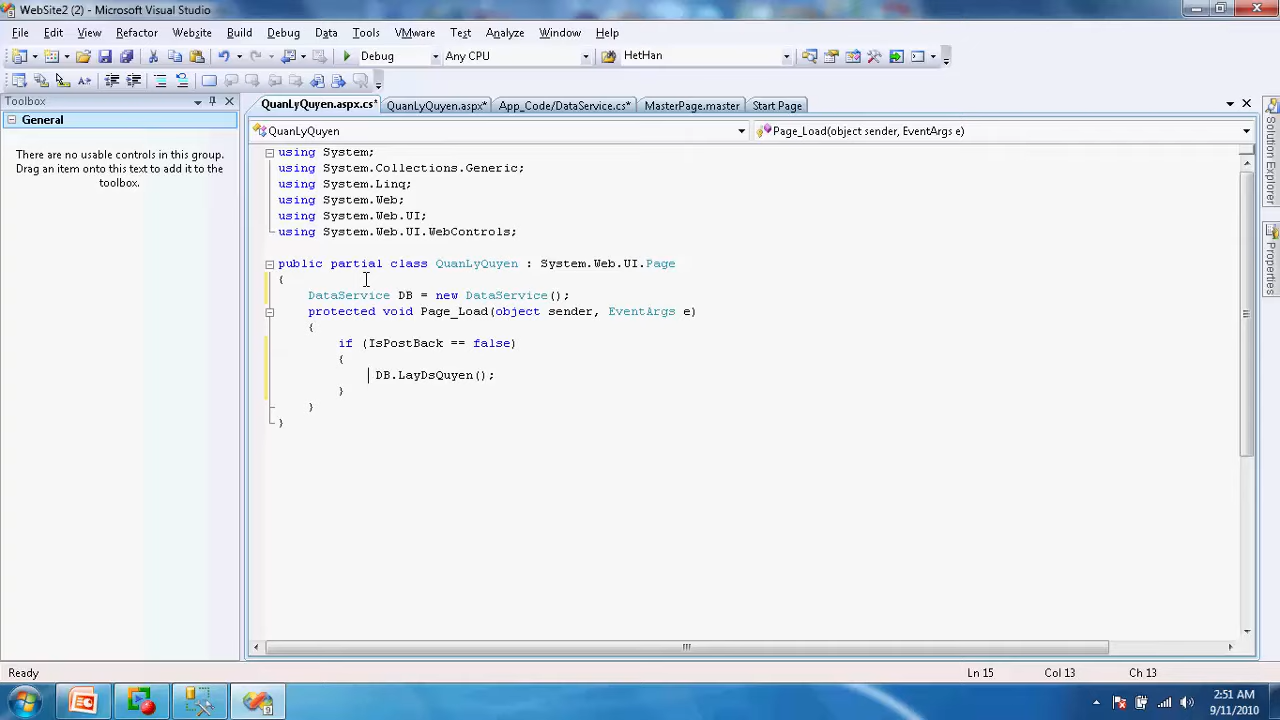 WebSite2 (2) - Microsoft Visual Studio
File Edit View Refactor Website Build Debug Data Tools VMware Test Analyze Window Help
Debug Any CPU HetHan
Toolbox
General
There are no usable controls in this group.
Drag an item onto this text to add it to the
toolbox.
QuanLyQuyen.aspx.cs* QuanLyQuyen.aspx* App_Code/DataService.cs* MasterPage.master Start Page
QuanLyQuyen Page_Load(object sender, EventArgs e)
using System;
using System.Collections.Generic;
using System.Linq;
using System.Web;
using System.Web.UI;
using System.Web.UI.WebControls;
public partial class QuanLyQuyen : System.Web.UI.Page
{
DataService DB = new DataService();
protected void Page_Load(object sender, EventArgs e)
{
if (IsPostBack == false)
{
DB.LayDsQuyen();
}
}
}
Solution Explorer
Properties
Ready Ln 15 Col 13 Ch 13
2:51 AM
9/11/2010